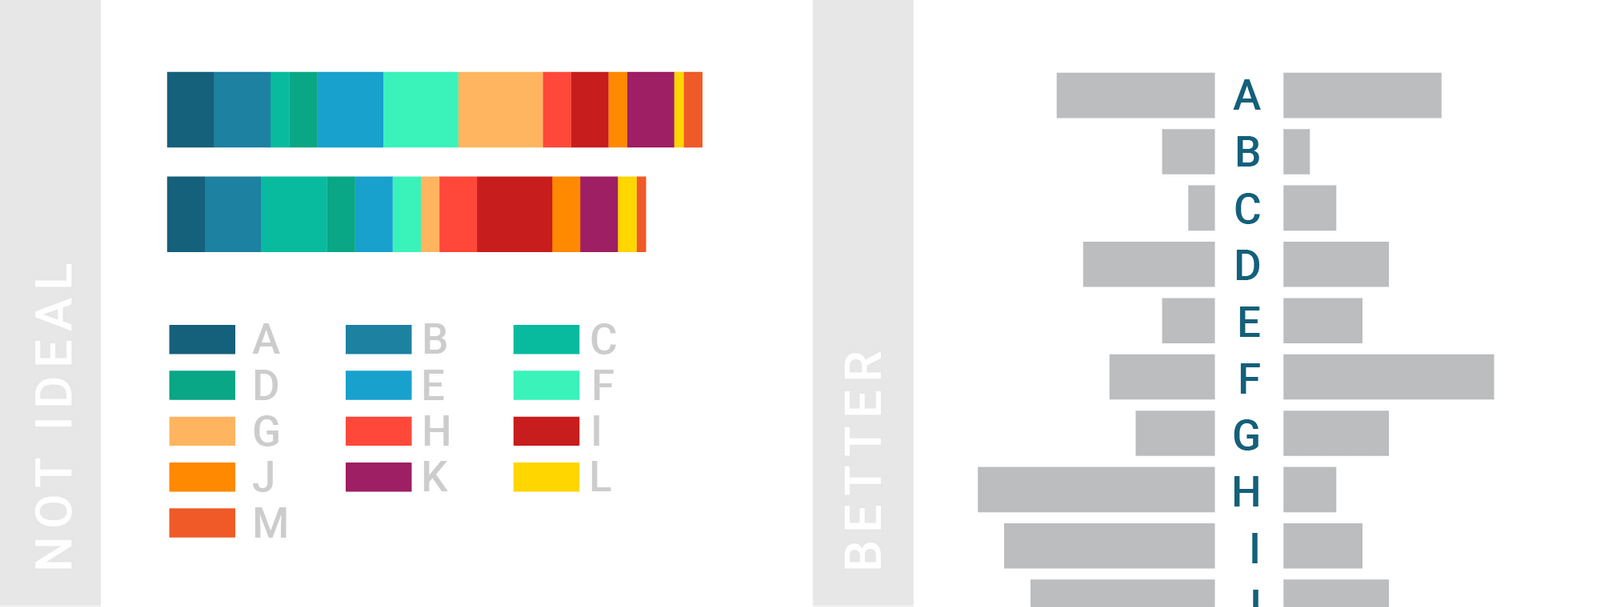 NOT IDEAL
A B C
D E F
G H I
J K L
M
BETTER
A
B
C
D
E
F
G
H
I